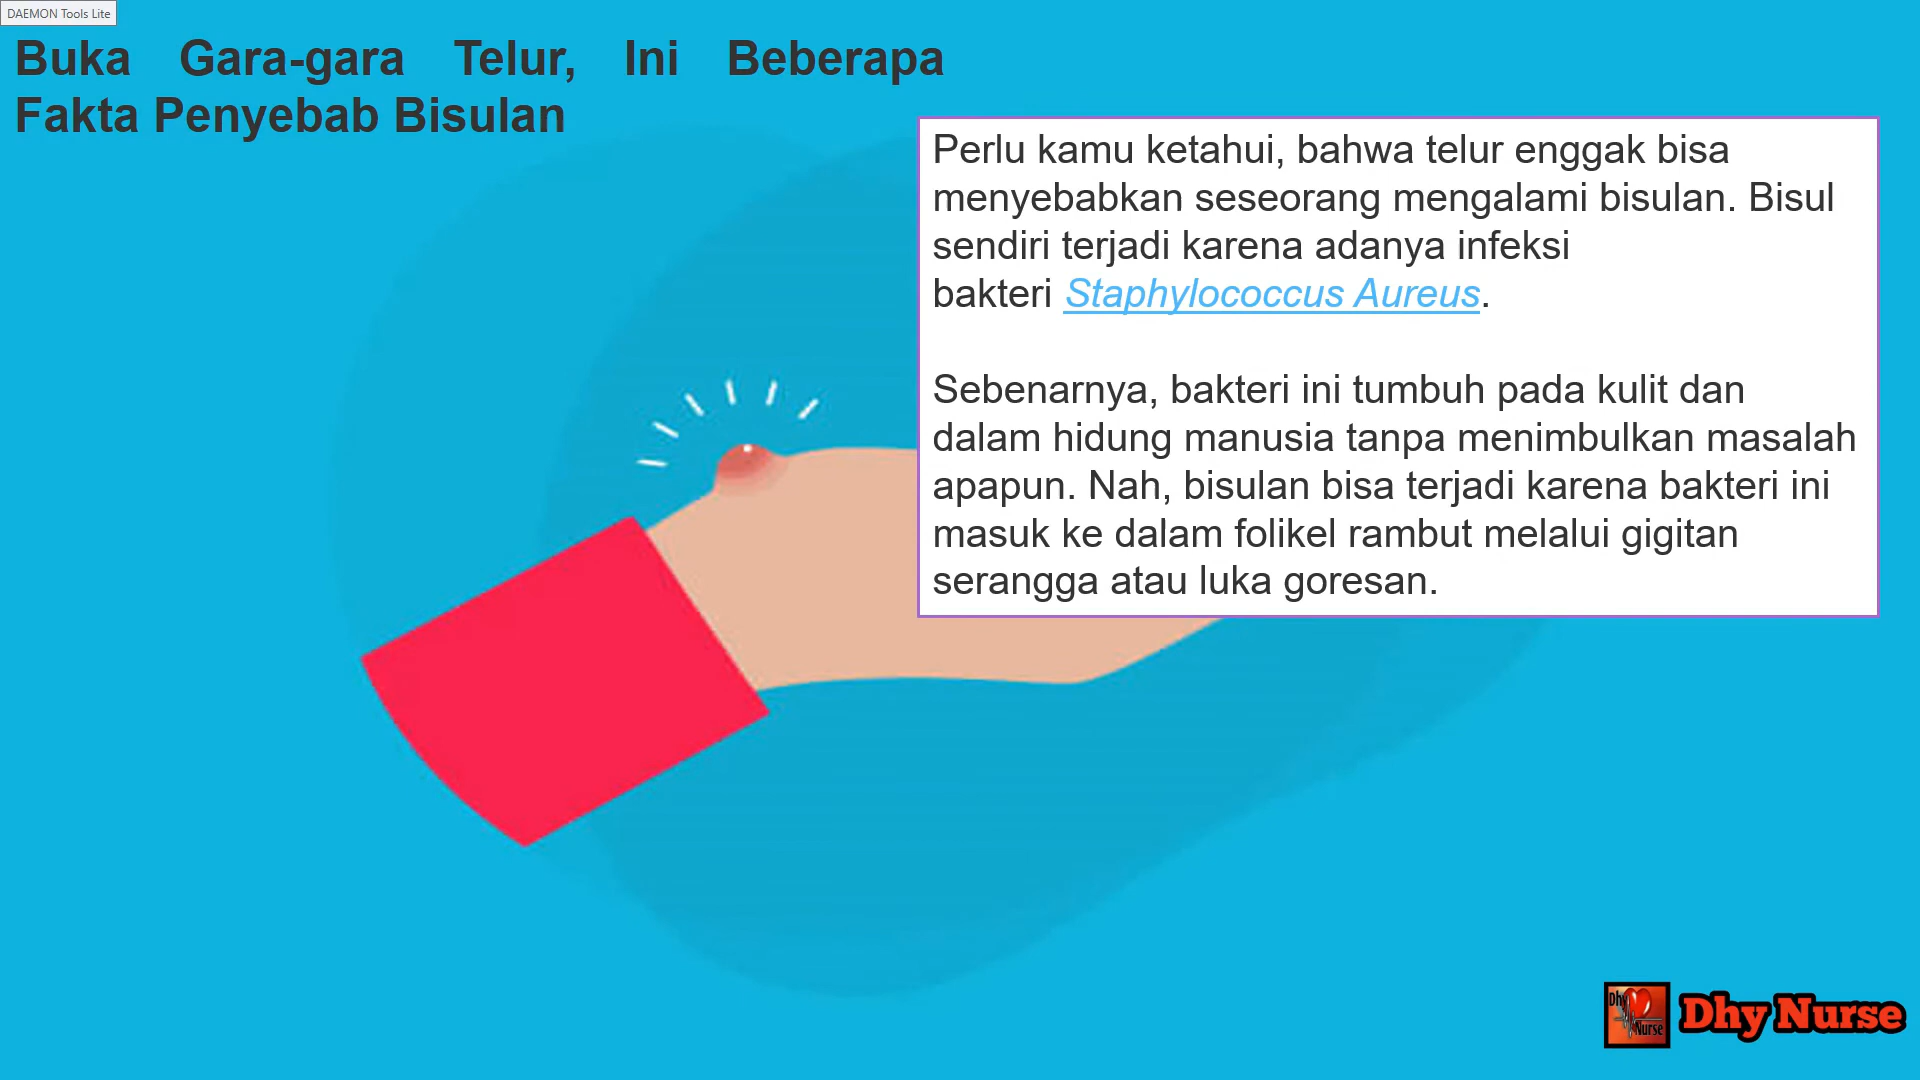 DAEMON Tools Lite
Buka Gara-gara Telur, Ini Beberapa
Fakta Penyebab Bisulan
Perlu kamu ketahui, bahwa telur enggak bisa
menyebabkan seseorang mengalami bisulan. Bisul
sendiri terjadi karena adanya infeksi
bakteri Staphylococcus Aureus.
Sebenarnya, bakteri ini tumbuh pada kulit dan
dalam hidung manusia tanpa menimbulkan masalah
apapun. Nah, bisulan bisa terjadi karena bakteri ini
masuk ke dalam folikel rambut melalui gigitan
serangga atau luka goresan.
Dhy
Nurse
Dhy Nurse